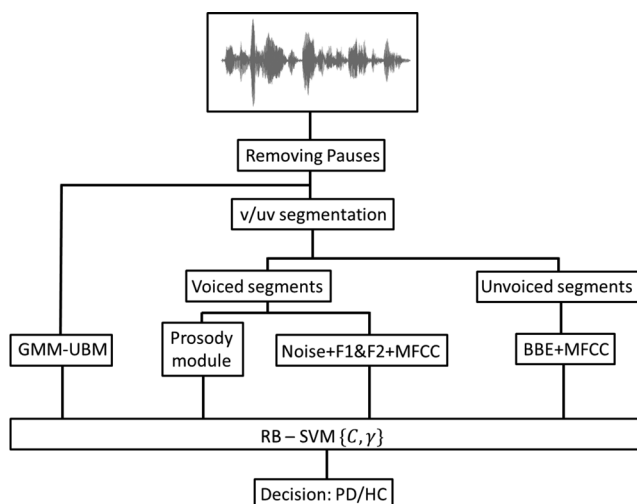 Removing Pauses
v/uv segmentation
Voiced segments
Unvoiced segments
GMM-UBM
Prosody
module
Noise+F1&F2+MFCC
BBE+MFCC
RB – SVM {C, γ}
Decision: PD/HC